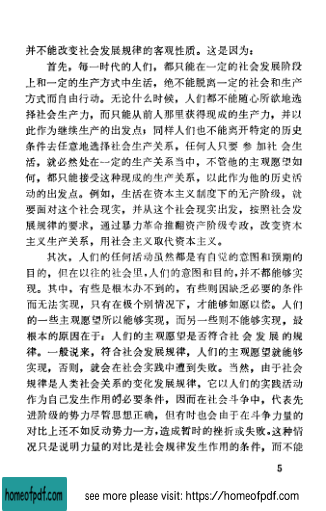 并不能改变社会发展规律的客观性质。这是因为:
首先,每一时代的人们,都只能在一定的社会发展阶段
上和一定的生产方式中生活,绝不能脱离一定的社会和生产
方式而自由行动。无论什么时候,人们都不能随心所欲地选
择社会生产力,而只能从前人那里获得现成的生产力,并以
此作为继续生产的出发点;同样人们也不能离开特定的历史
条件去任意地选择社会生产关系,任何人只要参加社会生
活,就必然处在一定的生产关系当中,不管他的主观愿望如
何,都只能接受这种现成的生产关系,以此作为他的历史活
动的出发点。例如,生活在资本主义制度下的无产阶级,就
要面对这个社会现实,并从这个社会现实出发,按照社会发
展规律的要求,通过暴力革命推翻资产阶级专政,改变资本
主义生产关系,用社会主义取代资本主义。
其次,人们的任何活动虽然都是有自觉的意图和预期的
目的,但在以往的社会里,人们的意图和目的,并不都能够实
现。其中,有些是根本办不到的,有些则因缺乏必要的条件
而无法实现,只有在极个别情况下,才能够如愿以偿。人们
的一些主观愿望所以能够实现,而另一些则不能够实现,最
根本的原因在于:人们的主观愿望是否符合社会发展的规
律。一般说来,符合社会发展规律,人们的主观愿望就能够
实现,否则,就会在社会实践中遭到失败。当然,由于社会
规律是人类社会关系的变化发展规律,它以人们的实践活动
作为自己发生作用的必要条件,因而在社会斗争中,代表先
进阶级的势力尽管思想正确,但有时也会由于在斗争力量的
对比上还不如反动势力一方,造成暂时的挫折或失败。这种情
况只是说明力量的对比是社会规律发生作用的条件,而不能
5
homeofpdf.com
see more please visit: https://homeofpdf.com